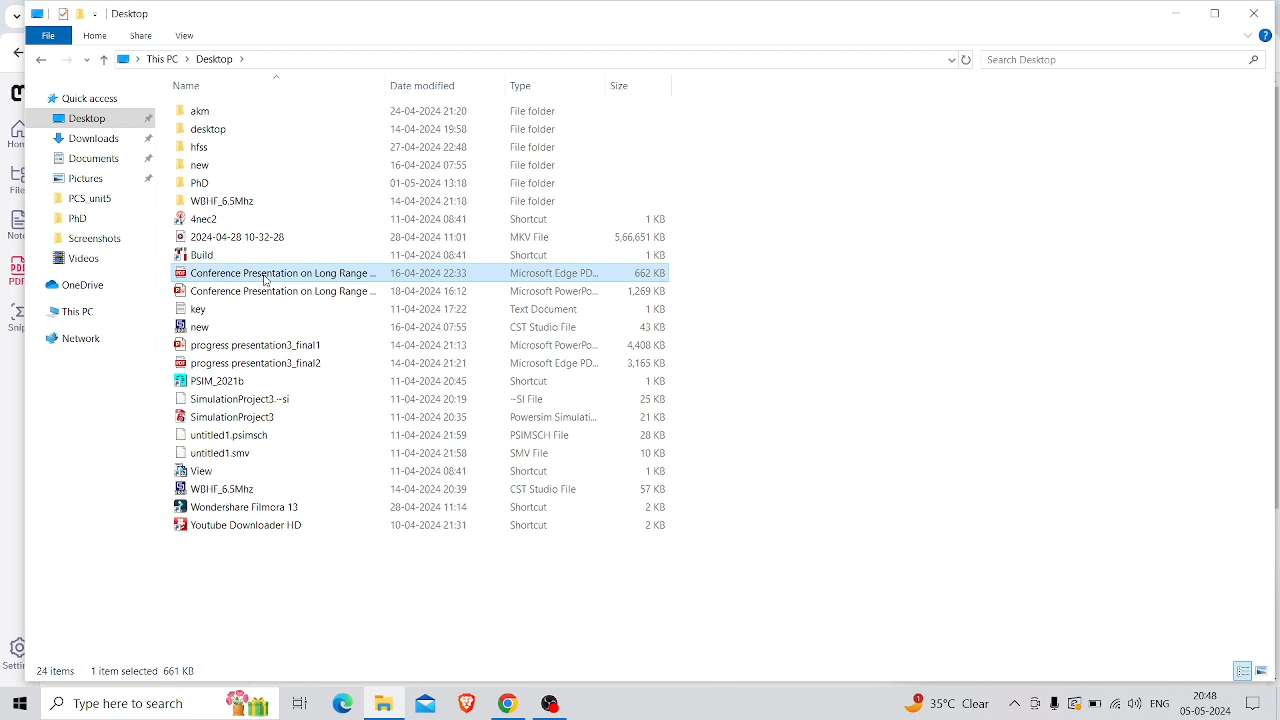 Desktop
File Home Share View
This PC > Desktop >
Search Desktop
Name Date modified Type Size
Quick access
Desktop
Downloads
Documents
Pictures
PCS_unit5
PhD
Screenshots
Videos
OneDrive
This PC
Network
akm 24-04-2024 21:20 File folder
desktop 14-04-2024 19:58 File folder
hfss 27-04-2024 22:48 File folder
new 16-04-2024 07:55 File folder
PhD 01-05-2024 13:18 File folder
WBHF_6.5Mhz 14-04-2024 21:18 File folder
4nec2 11-04-2024 08:41 Shortcut 1 KB
2024-04-28 10-32-28 28-04-2024 11:01 MKV File 5,66,651 KB
Build 11-04-2024 08:41 Shortcut 1 KB
Conference Presentation on Long Range ... 16-04-2024 22:33 Microsoft Edge PD... 662 KB
Conference Presentation on Long Range ... 18-04-2024 16:12 Microsoft PowerPo... 1,269 KB
key 11-04-2024 17:22 Text Document 1 KB
new 16-04-2024 07:55 CST Studio File 43 KB
progress presentation3_final1 14-04-2024 21:13 Microsoft PowerPo... 4,408 KB
progress presentation3_final2 14-04-2024 21:21 Microsoft Edge PD... 3,165 KB
PSIM_2021b 11-04-2024 20:45 Shortcut 1 KB
SimulationProject3.~si 11-04-2024 20:19 ~SI File 25 KB
SimulationProject3 11-04-2024 20:35 Powersim Simulati... 21 KB
untitled1.psimsch 11-04-2024 21:59 PSIMSCH File 28 KB
untitled1.smv 11-04-2024 21:58 SMV File 10 KB
View 11-04-2024 08:41 Shortcut 1 KB
WBHF_6.5Mhz 14-04-2024 20:39 CST Studio File 57 KB
Wondershare Filmora 13 28-04-2024 11:14 Shortcut 2 KB
Youtube Downloader HD 10-04-2024 21:31 Shortcut 2 KB
24 items 1 item selected 661 KB
Type here to search
35°C Clear
ENG
20:48
05-05-2024